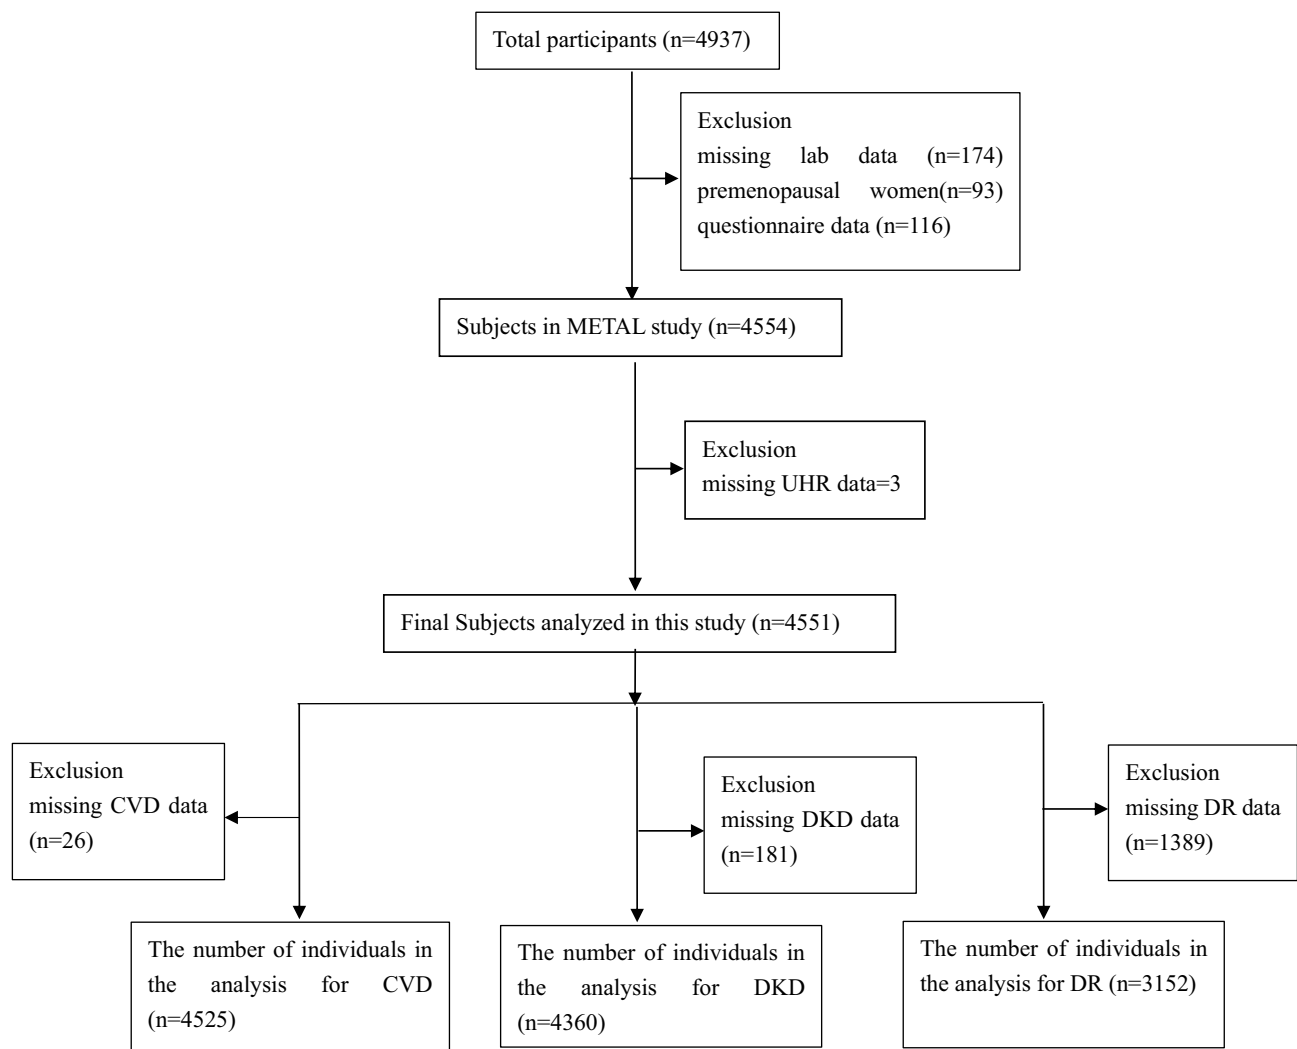 Total participants (n=4937)
Exclusion
missing lab data (n=174)
premenopausal women(n=93)
questionnaire data (n=116)
Subjects in METAL study (n=4554)
Exclusion
missing UHR data=3
Final Subjects analyzed in this study (n=4551)
Exclusion
missing CVD data
(n=26)
Exclusion
missing DKD data
(n=181)
Exclusion
missing DR data
(n=1389)
The number of individuals in
the analysis for CVD
(n=4525)
The number of individuals in
the analysis for DKD
(n=4360)
The number of individuals in
the analysis for DR (n=3152)